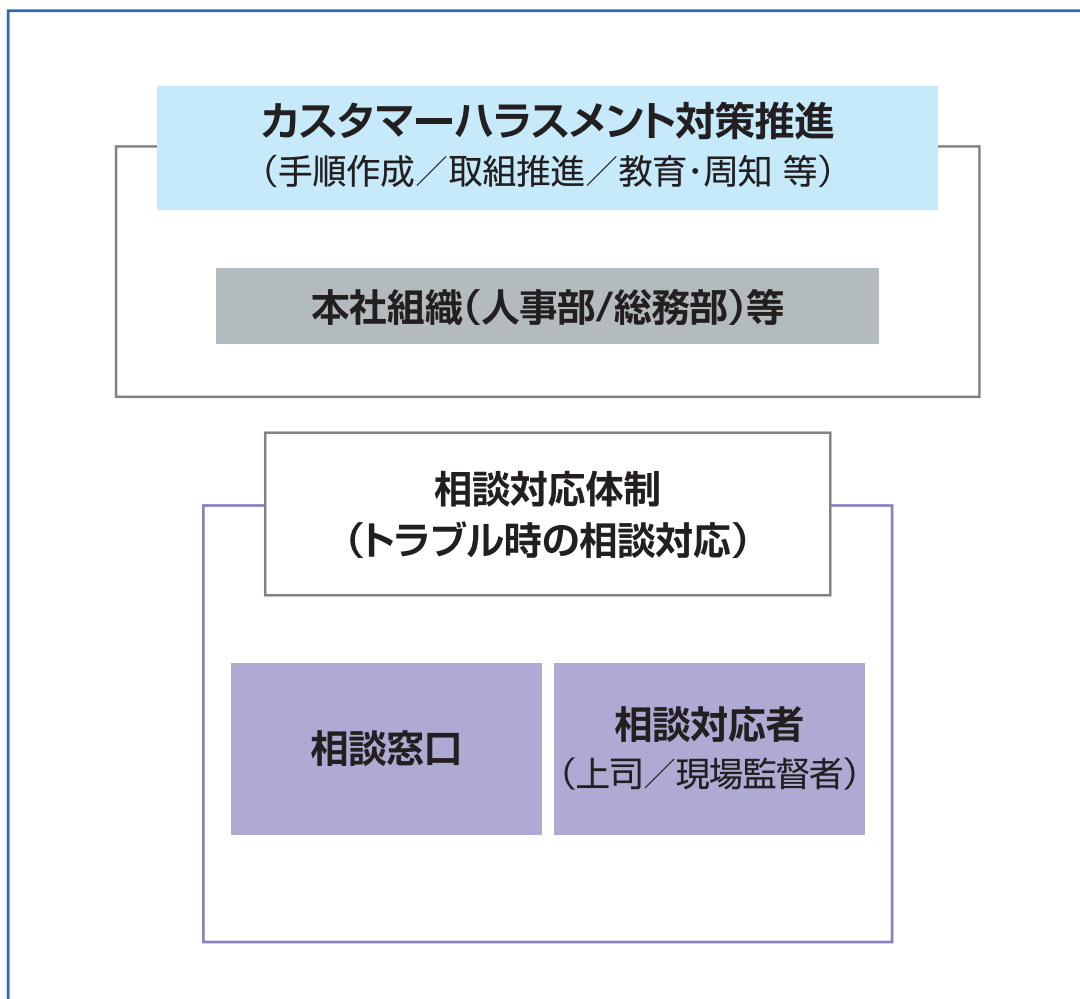 カスタマーハラスメント対策推進
（手順作成／取組推進／教育・周知 等）
本社組織（人事部/総務部）等
相談対応体制
（トラブル時の相談対応）
相談窓口
相談対応者
（上司／現場監督者）